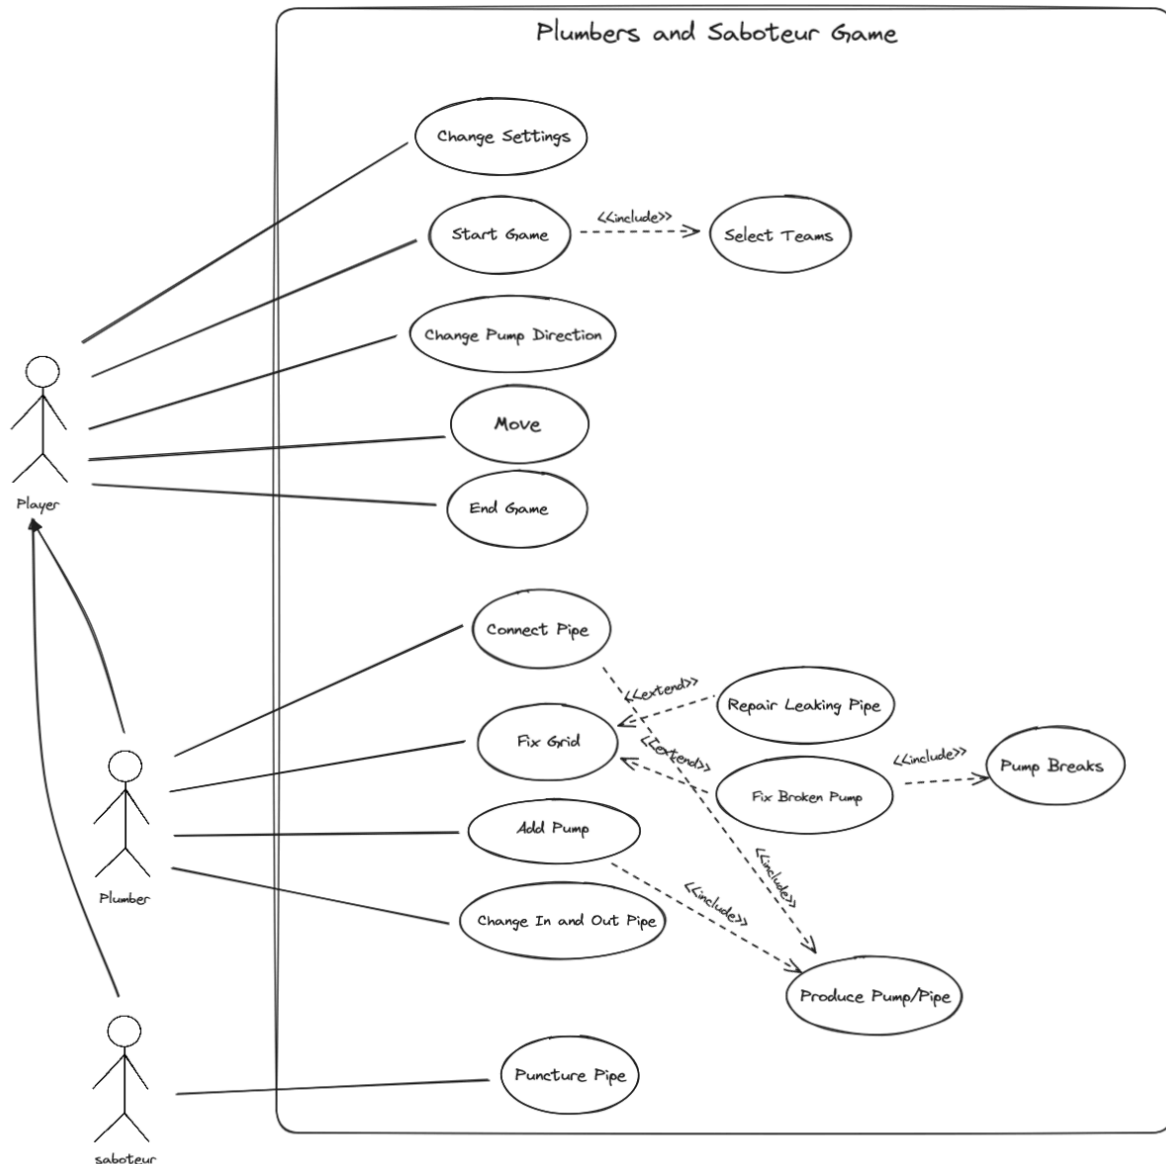 Plumbers and Saboteur Game
Change Settings
Start Game
<<include>>
Select Teams
Change Pump Direction
Move
End Game
Player
Connect Pipe
<<extend>>
Repair Leaking Pipe
Fix Grid
<<extend>>
Fix Broken Pump
<<include>>
Pump Breaks
Add Pump
<<include>>
<<include>>
Plumber
Change In and Out Pipe
Produce Pump/Pipe
Puncture Pipe
saboteur